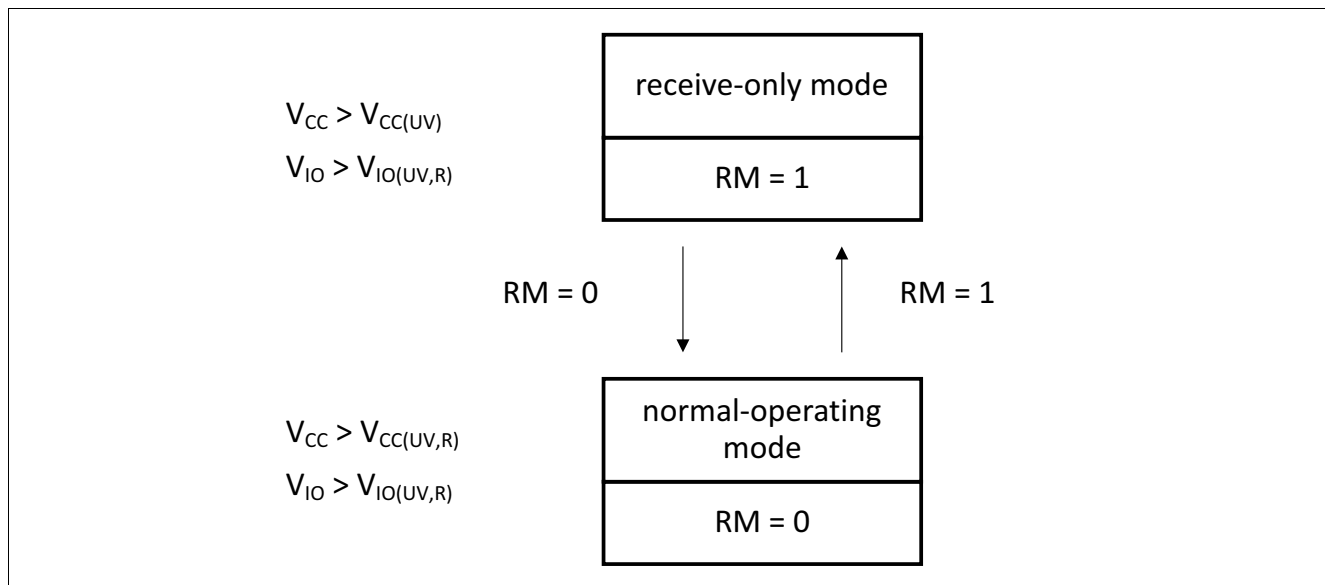 receive-only mode
V_CC > V_CC(UV)
V_IO > V_IO(UV,R)
RM = 1
RM = 0
RM = 1
normal-operating
mode
V_CC > V_CC(UV,R)
V_IO > V_IO(UV,R)
RM = 0